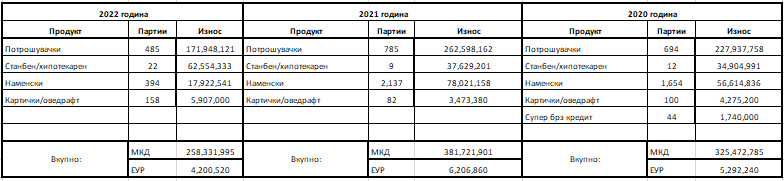 2022 година 2021 година 2020 година
Продукт Партии Износ Продукт Партии Износ Продукт Партии Износ
Потрошувачки 485 171,948,121 Потрошувачки 785 262,598,162 Потрошувачки 694 227,937,758
Станбен/хипотекарен 22 62,554,333 Станбен/хипотекарен 9 37,629,201 Станбен/хипотекарен 12 34,904,991
Наменски 394 17,922,541 Наменски 2,137 78,021,158 Наменски 1,654 56,614,836
Картички/оведрафт 158 5,907,000 Картички/оведрафт 82 3,473,380 Картички/оведрафт 100 4,275,200
Супер брз кредит 44 1,740,000
Вкупно: МКД 258,331,995 Вкупно: МКД 381,721,901 Вкупно: МКД 325,472,785
ЕУР 4,200,520 ЕУР 6,206,860 ЕУР 5,292,240